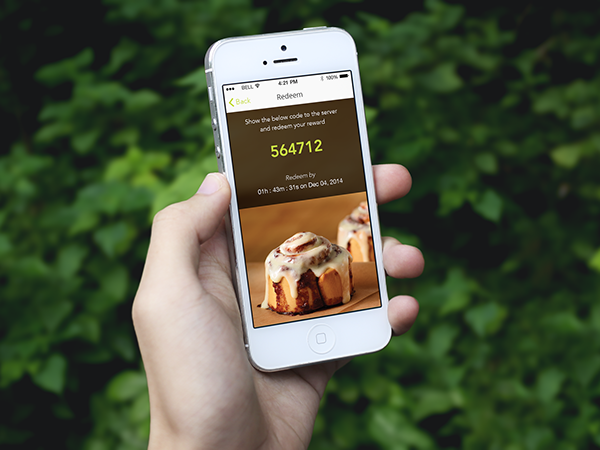 BELL 4:21 PM 100%
Back Redeem
Show the below code to the server
and redeem your reward
564712
Redeem by
01h : 43m : 31s on Dec 04, 2014